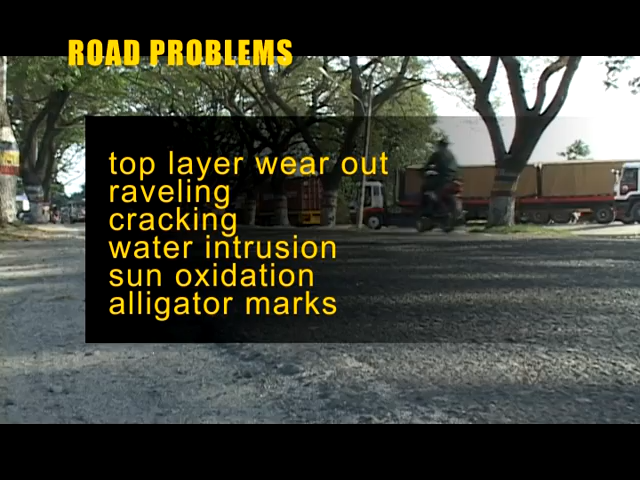 ROAD PROBLEMS
top layer wear out
raveling
cracking
water intrusion
sun oxidation
alligator marks